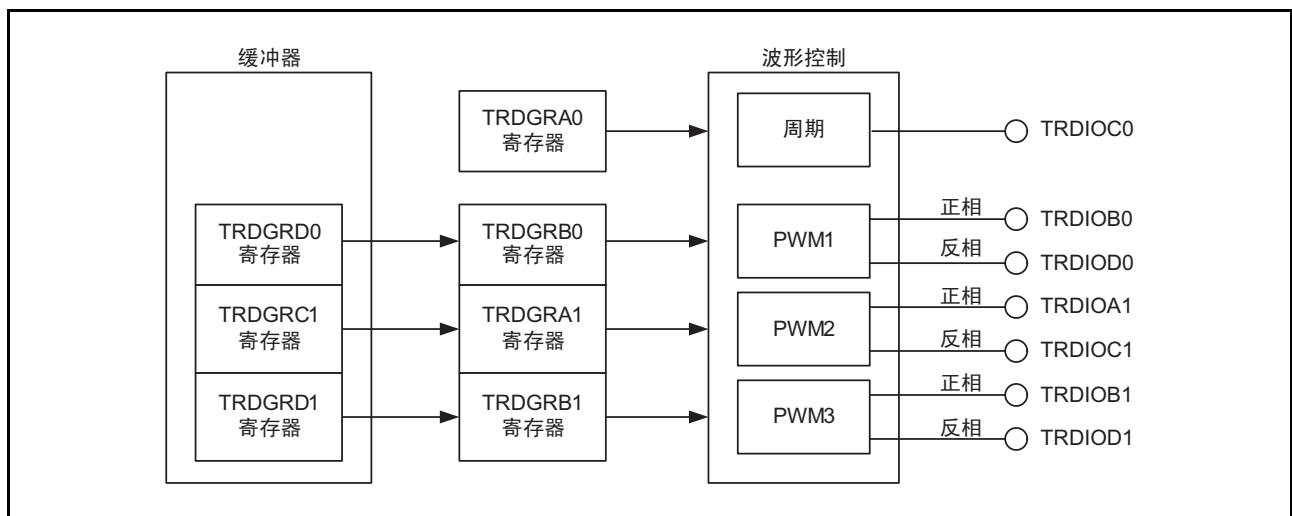 缓冲器
波形控制
TRDGRA0
寄存器
周期
TRDIOC0
TRDGRD0
寄存器
TRDGRB0
寄存器
PWM1
正相
TRDIOB0
反相
TRDIOD0
TRDGRC1
寄存器
TRDGRA1
寄存器
PWM2
正相
TRDIOA1
反相
TRDIOC1
TRDGRD1
寄存器
TRDGRB1
寄存器
PWM3
正相
TRDIOB1
反相
TRDIOD1